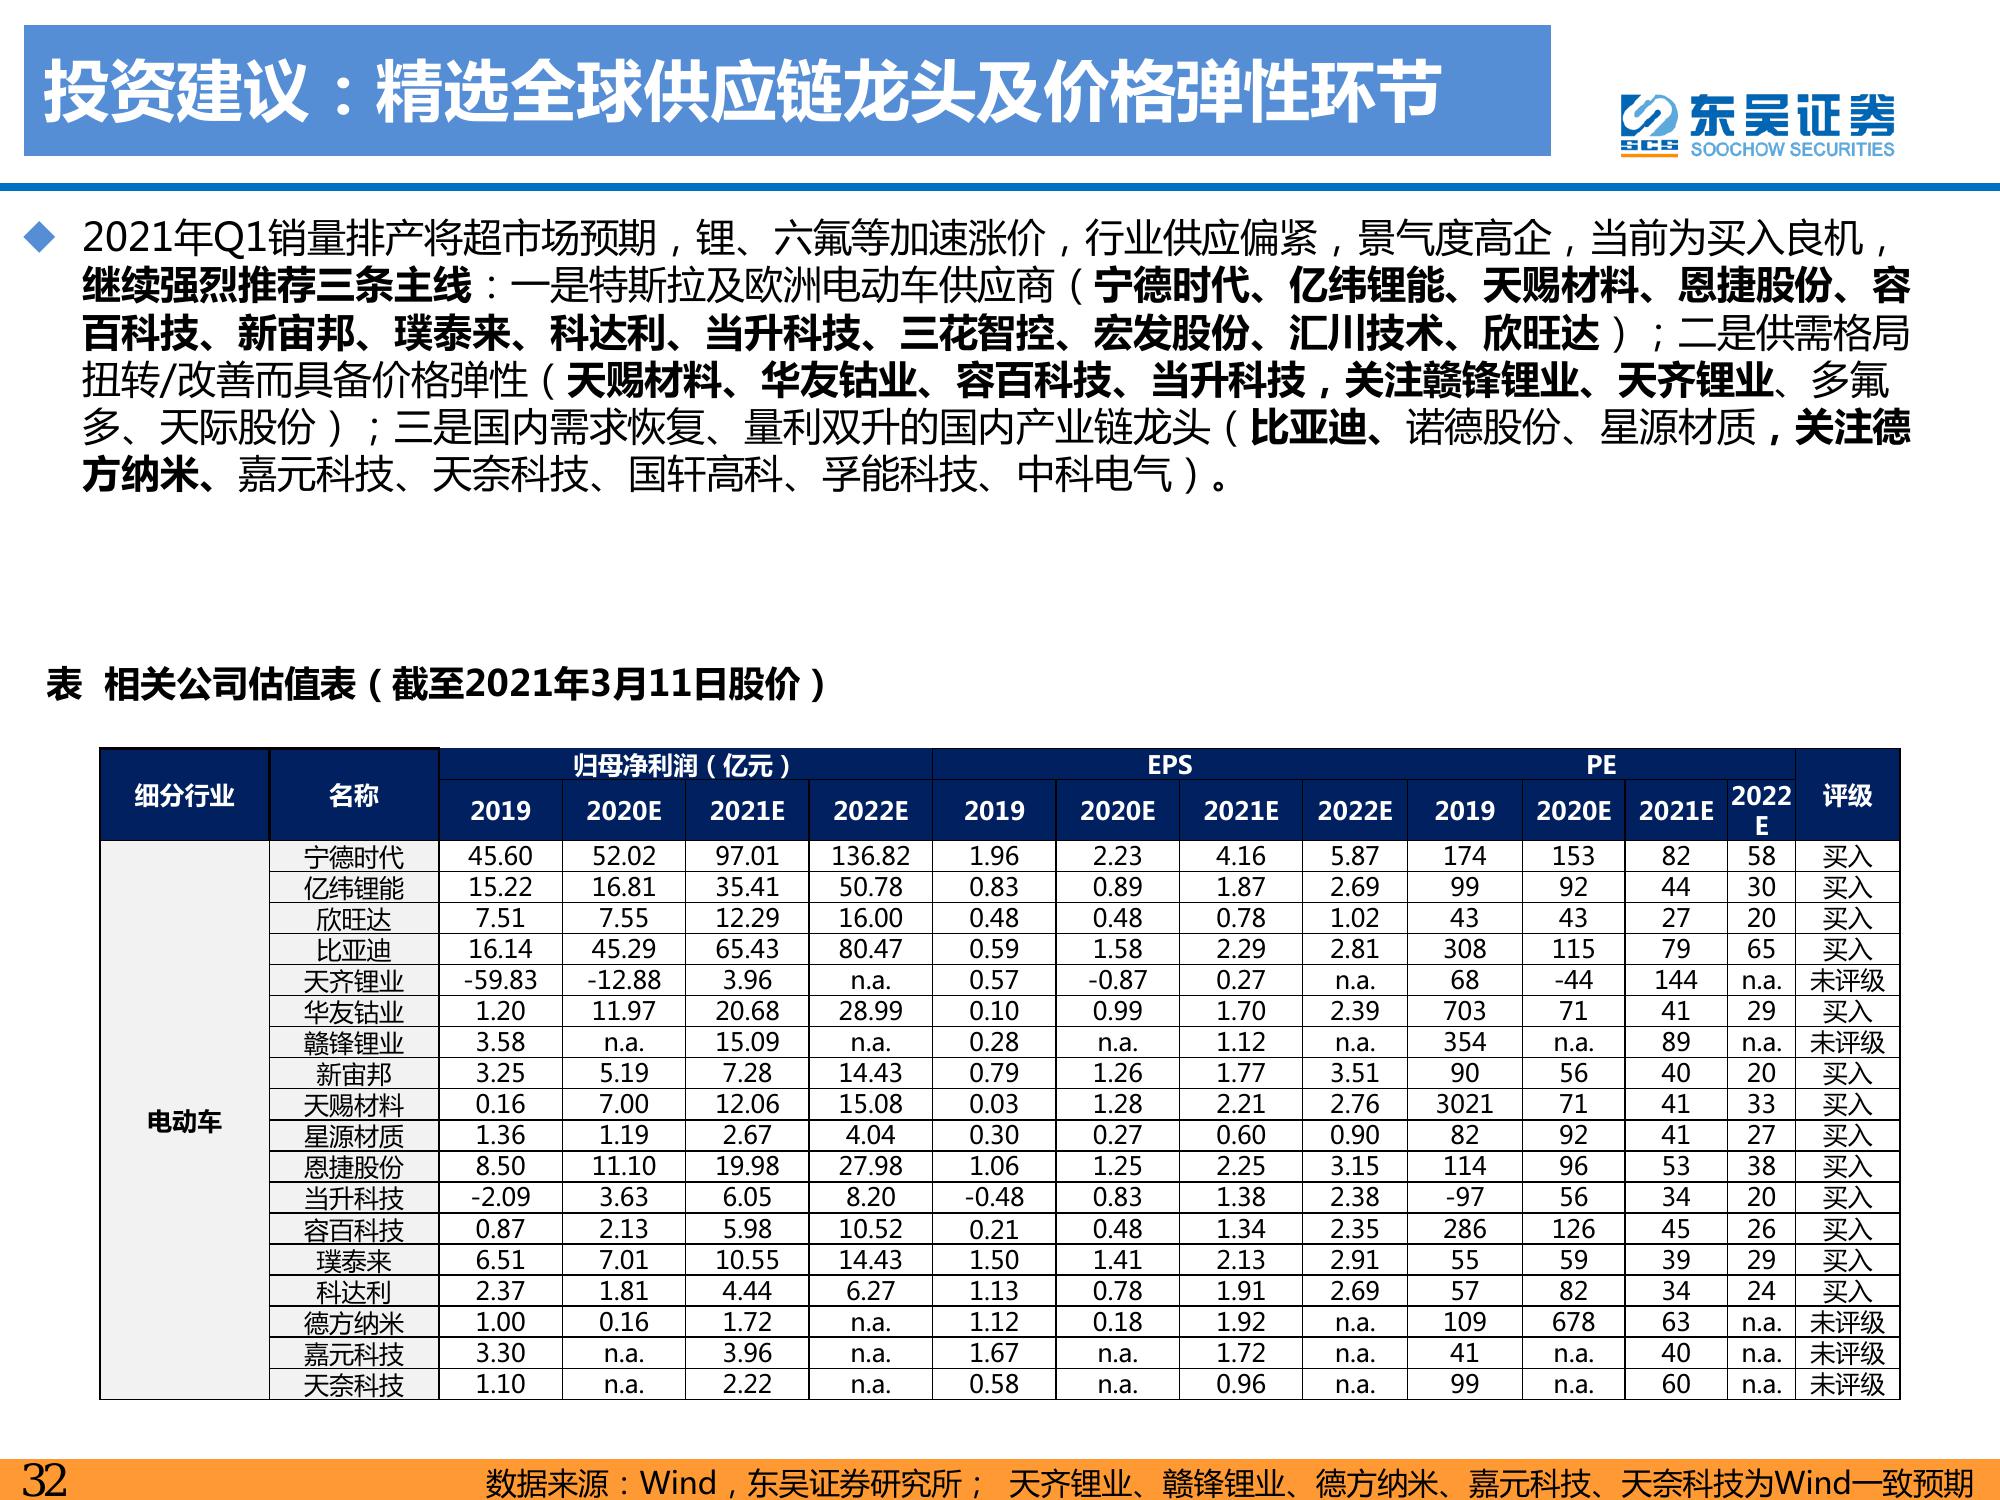 投资建议：精选全球供应链龙头及价格弹性环节
SCS 东吴证券
SOOCHOW SECURITIES
2021年Q1销量排产将超市场预期，锂、六氟等加速涨价，行业供应偏紧，景气度高企，当前为买入良机，
继续强烈推荐三条主线：一是特斯拉及欧洲电动车供应商（宁德时代、亿纬锂能、天赐材料、恩捷股份、容
百科技、新宙邦、璞泰来、科达利、当升科技、三花智控、宏发股份、汇川技术、欣旺达）；二是供需格局
扭转/改善而具备价格弹性（天赐材料、华友钴业、容百科技、当升科技，关注赣锋锂业、天齐锂业、多氟
多、天际股份）；三是国内需求恢复、量利双升的国内产业链龙头（比亚迪、诺德股份、星源材质，关注德
方纳米、嘉元科技、天奈科技、国轩高科、孚能科技、中科电气）。
表 相关公司估值表（截至2021年3月11日股价）
细分行业 名称 归母净利润（亿元） EPS PE 评级
2019 2020E 2021E 2022E 2019 2020E 2021E 2022E 2019 2020E 2021E 2022E
电动车
宁德时代 45.60 52.02 97.01 136.82 1.96 2.23 4.16 5.87 174 153 82 58 买入
亿纬锂能 15.22 16.81 35.41 50.78 0.83 0.89 1.87 2.69 99 92 44 30 买入
欣旺达 7.51 7.55 12.29 16.00 0.48 0.48 0.78 1.02 43 43 27 20 买入
比亚迪 16.14 45.29 65.43 80.47 0.59 1.58 2.29 2.81 308 115 79 65 买入
天齐锂业 -59.83 -12.88 3.96 n.a. 0.57 -0.87 0.27 n.a. 68 -44 144 n.a. 未评级
华友钴业 1.20 11.97 20.68 28.99 0.10 0.99 1.70 2.39 703 71 41 29 买入
赣锋锂业 3.58 n.a. 15.09 n.a. 0.28 n.a. 1.12 n.a. 354 n.a. 89 n.a. 未评级
新宙邦 3.25 5.19 7.28 14.43 0.79 1.26 1.77 3.51 90 56 40 20 买入
天赐材料 0.16 7.00 12.06 15.08 0.03 1.28 2.21 2.76 3021 71 41 33 买入
星源材质 1.36 1.19 2.67 4.04 0.30 0.27 0.60 0.90 82 92 41 27 买入
恩捷股份 8.50 11.10 19.98 27.98 1.06 1.25 2.25 3.15 114 96 53 38 买入
当升科技 -2.09 3.63 6.05 8.20 -0.48 0.83 1.38 2.38 -97 56 34 20 买入
容百科技 0.87 2.13 5.98 10.52 0.21 0.48 1.34 2.35 286 126 45 26 买入
璞泰来 6.51 7.01 10.55 14.43 1.50 1.41 2.13 2.91 55 59 39 29 买入
科达利 2.37 1.81 4.44 6.27 1.13 0.78 1.91 2.69 57 82 34 24 买入
德方纳米 1.00 0.16 1.72 n.a. 1.12 0.18 1.92 n.a. 109 678 63 n.a. 未评级
嘉元科技 3.30 n.a. 3.96 n.a. 1.67 n.a. 1.72 n.a. 41 n.a. 40 n.a. 未评级
天奈科技 1.10 n.a. 2.22 n.a. 0.58 n.a. 0.96 n.a. 99 n.a. 60 n.a. 未评级
32 数据来源：Wind，东吴证券研究所； 天齐锂业、赣锋锂业、德方纳米、嘉元科技、天奈科技为Wind一致预期